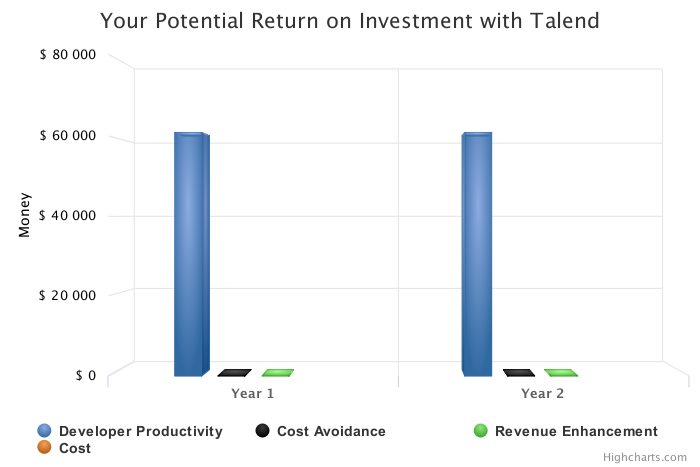 Your Potential Return on Investment with Talend
$ 80 000
$ 60 000
$ 40 000
$ 20 000
$ 0
Money
Year 1
Year 2
Developer Productivity
Cost Avoidance
Revenue Enhancement
Cost
Highcharts.com